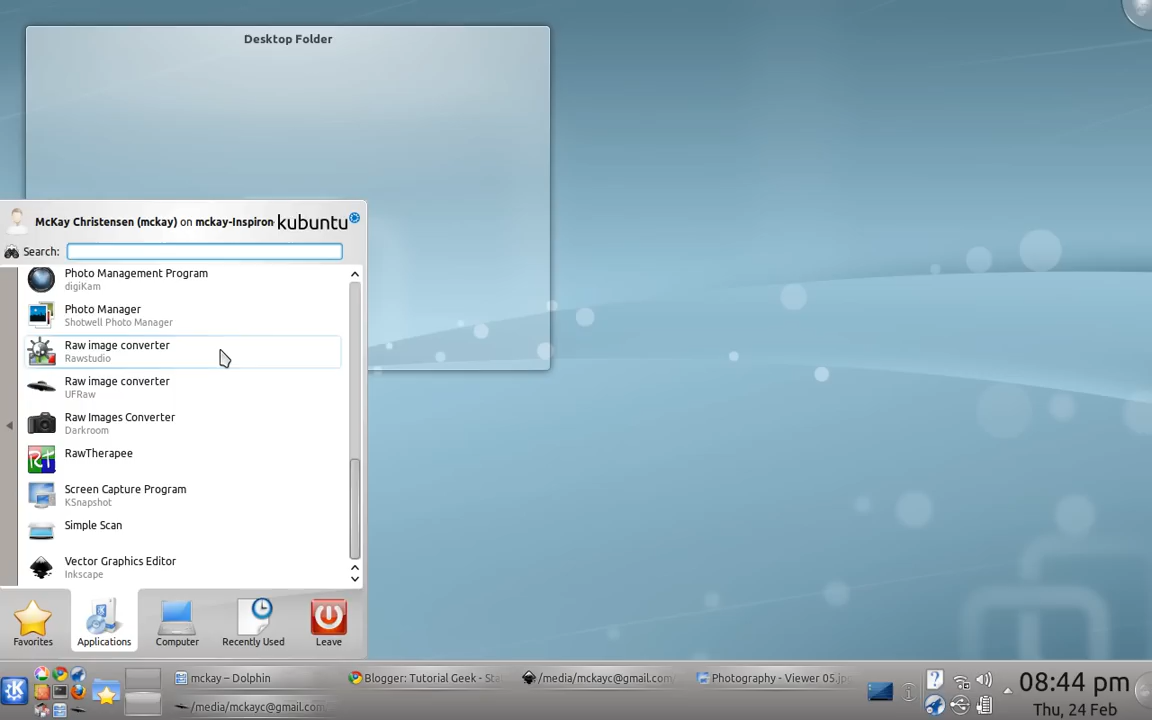 Desktop Folder
McKay Christensen (mckay) on mckay-Inspiron
kubuntu
Search:
Photo Management Program
digiKam
Photo Manager
Shotwell Photo Manager
Raw image converter
Rawstudio
Raw image converter
UFRaw
Raw Images Converter
Darkroom
RawTherapee
RT
Screen Capture Program
KSnapshot
Simple Scan
Vector Graphics Editor
Inkscape
Favorites
Applications
Computer
Recently Used
Leave
mckay – Dolphin
Blogger: Tutorial Geek - Sta
/media/mckayc@gmail.com/
Photography - Viewer 05.jpg
/media/mckayc@gmail.com/
08:44 pm
Thu, 24 Feb